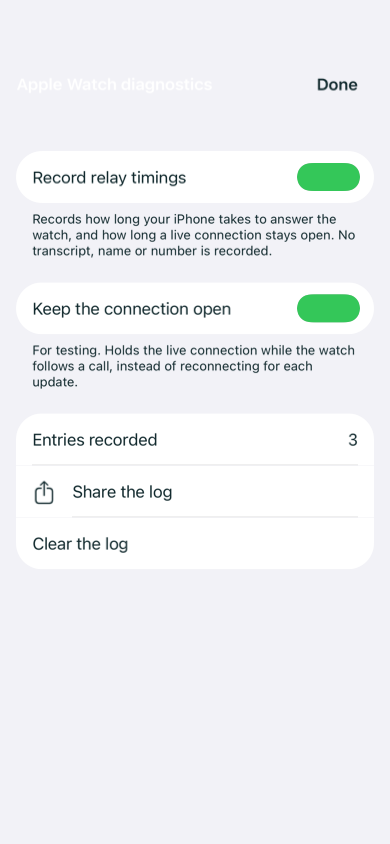 Apple Watch diagnostics
Done
Record relay timings
Records how long your iPhone takes to answer the
watch, and how long a live connection stays open. No
transcript, name or number is recorded.
Keep the connection open
For testing. Holds the live connection while the watch
follows a call, instead of reconnecting for each
update.
Entries recorded 3
Share the log
Clear the log